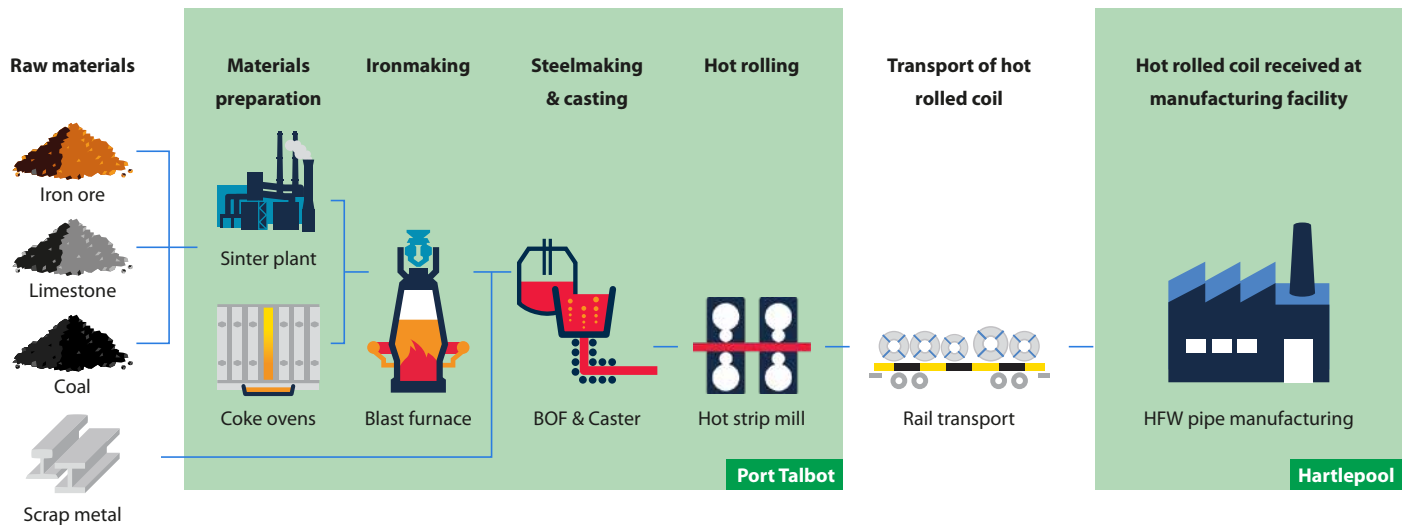 Raw materials
Materials
preparation
Ironmaking
Steelmaking
& casting
Hot rolling
Transport of hot
rolled coil
Hot rolled coil received at
manufacturing facility
Iron ore
Limestone
Coal
Scrap metal
Sinter plant
Coke ovens
Blast furnace
BOF & Caster
Hot strip mill
Rail transport
HFW pipe manufacturing
Port Talbot
Hartlepool